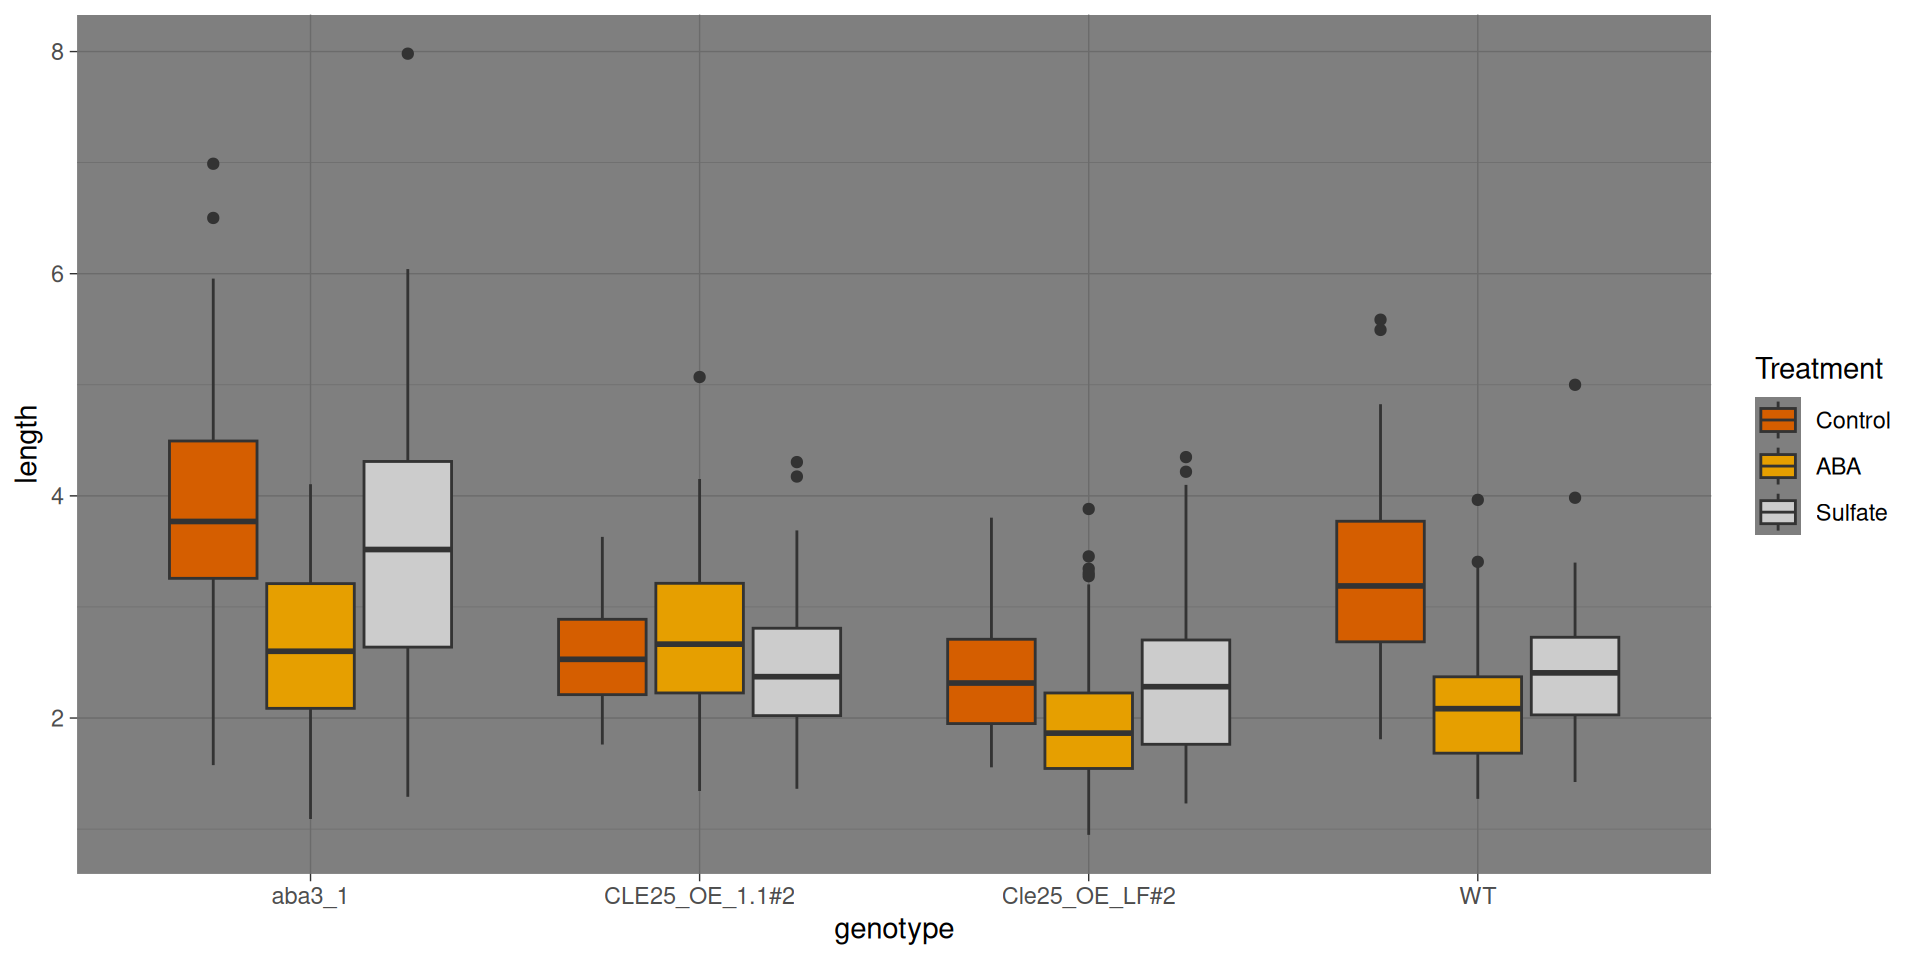 8
6
4
2
length
aba3_1
CLE25_OE_1.1#2
Cle25_OE_LF#2
WT
genotype
Treatment
Control
ABA
Sulfate